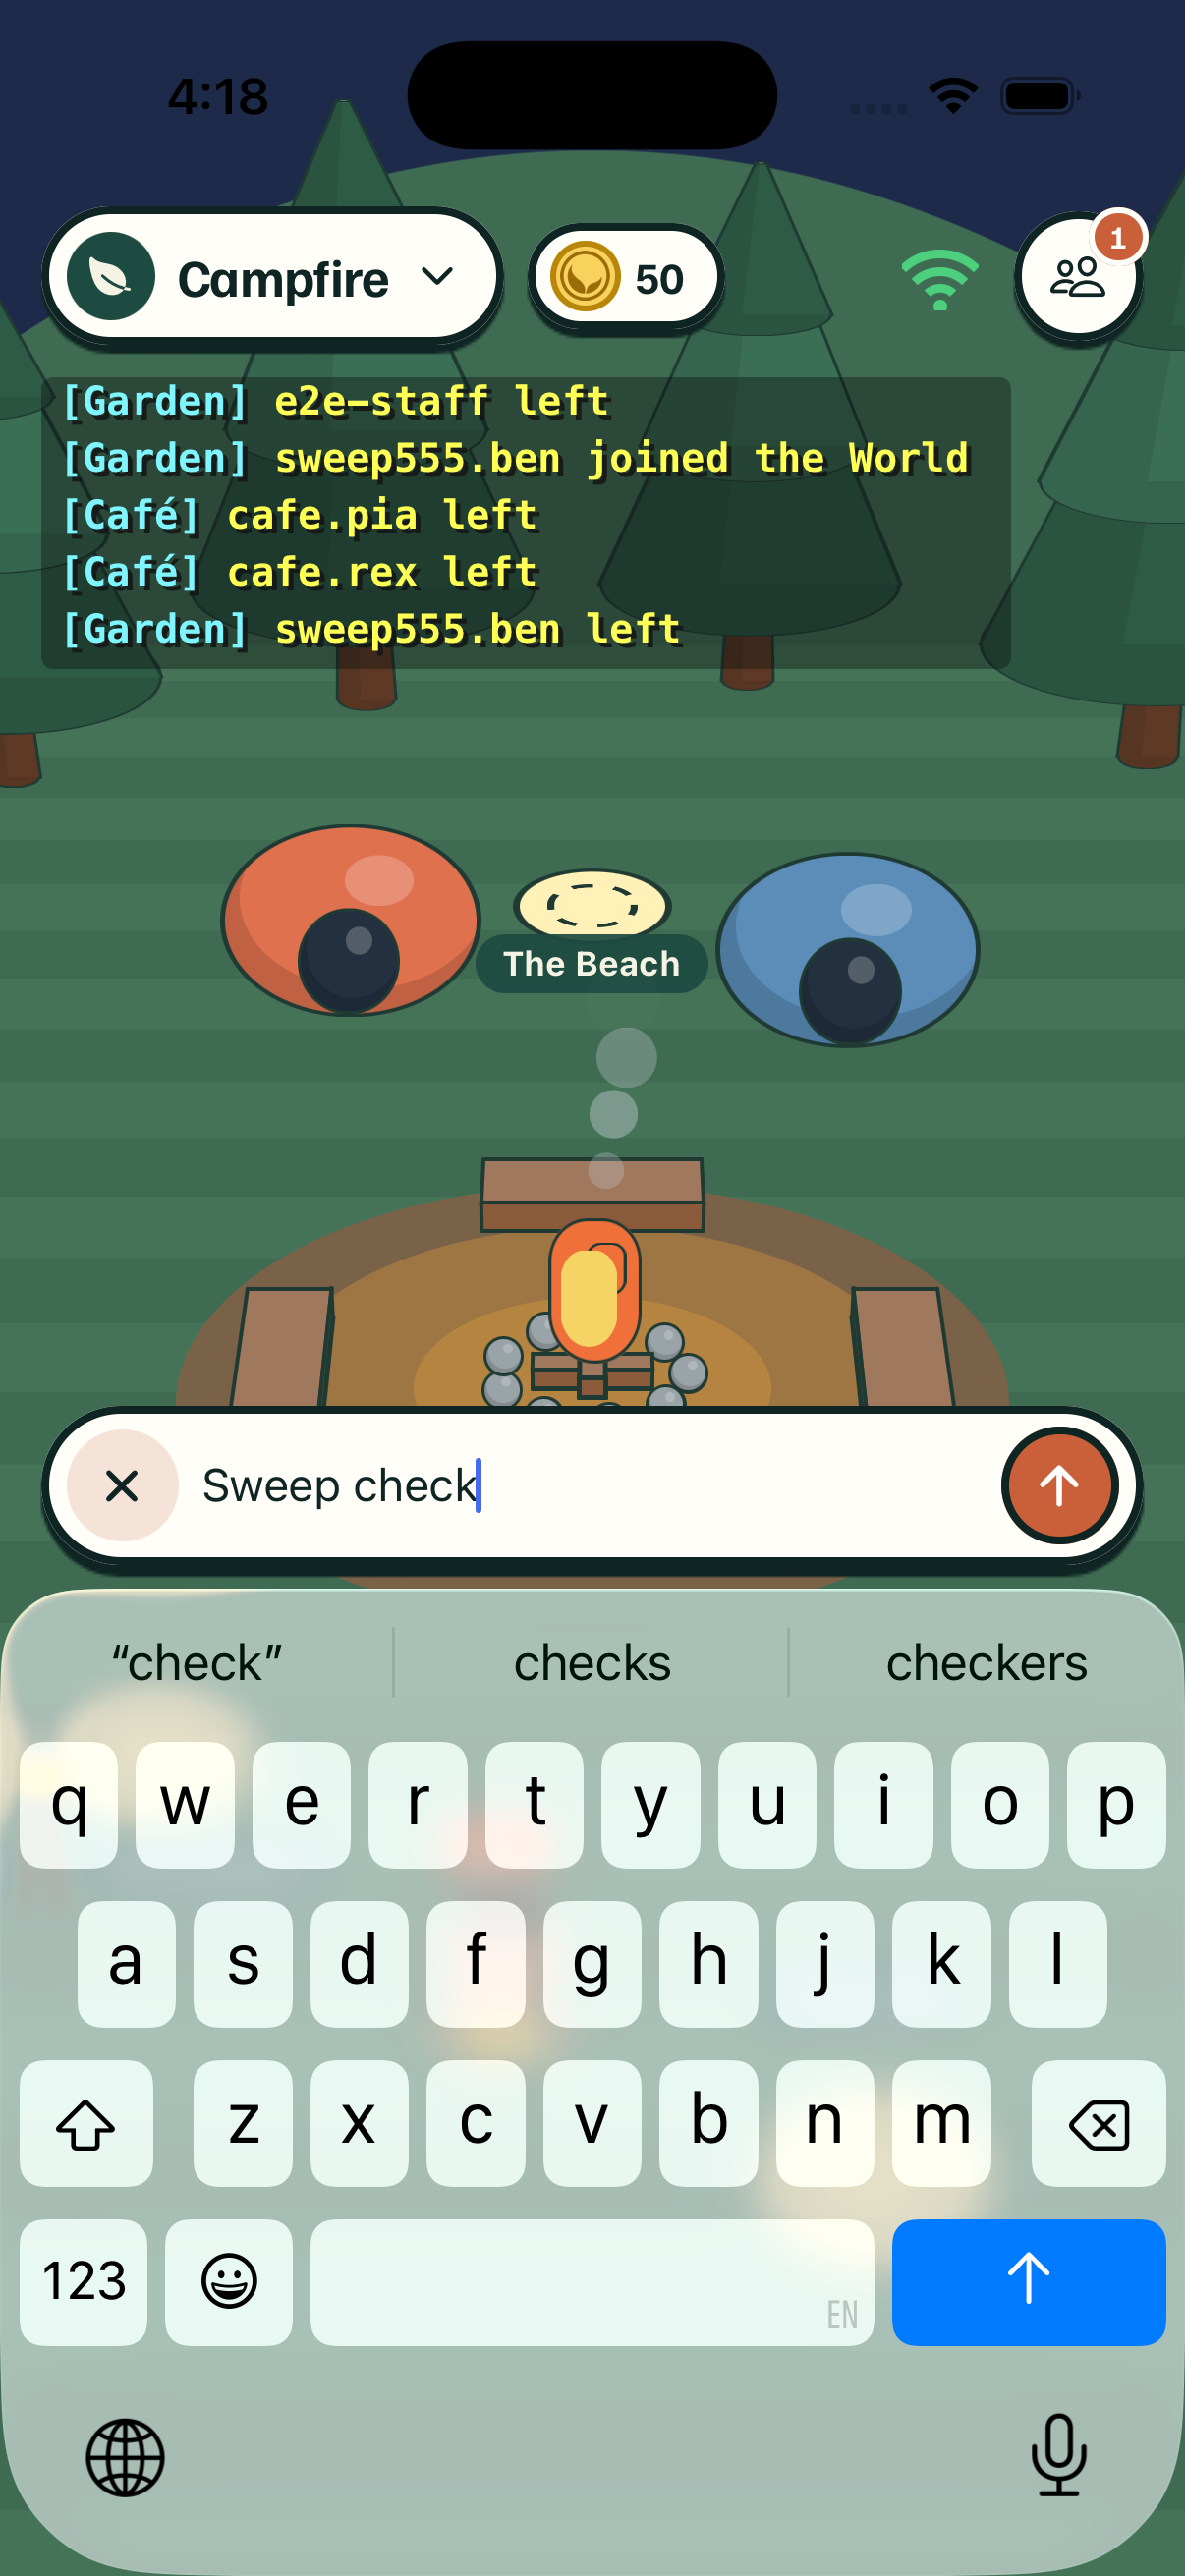 4:18
Campfire
50
1
[Garden] e2e-staff left
[Garden] sweep555.ben joined the World
[Café] cafe.pia left
[Café] cafe.rex left
[Garden] sweep555.ben left
The Beach
Sweep check
“check” checks checkers
q w e r t y u i o p
a s d f g h j k l
z x c v b n m
123
EN